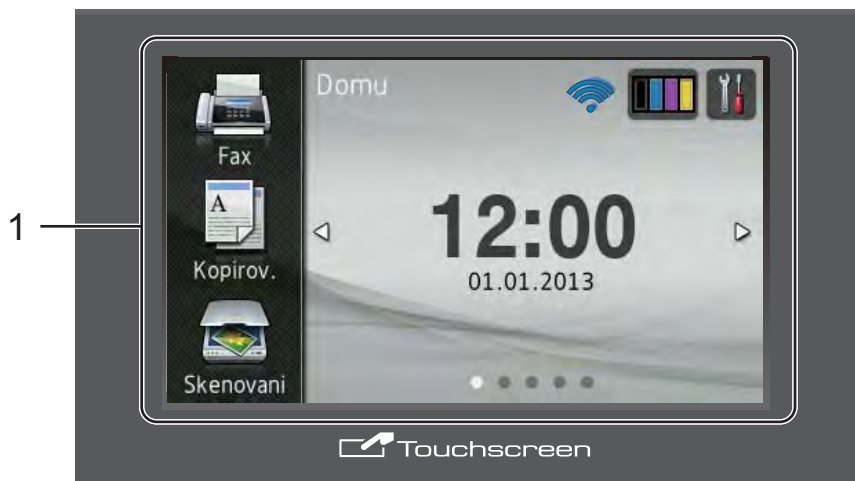 Domu
Fax
1
A
Kopirov.
12:00
01.01.2013
Skenovani
Touchscreen